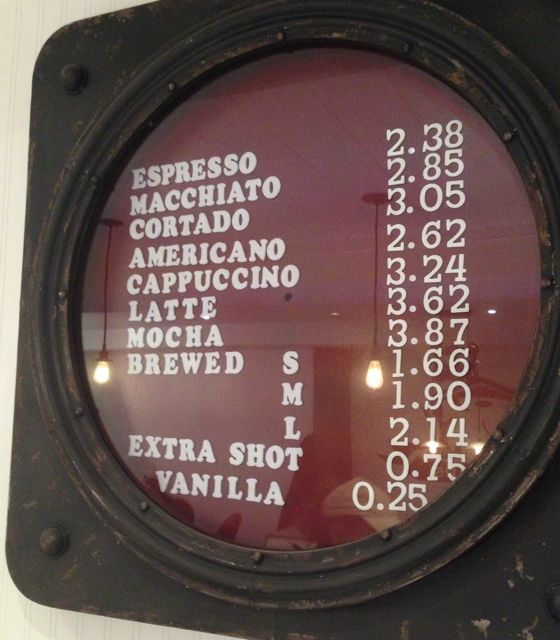 ESPRESSO 2.38
MACCHIATO 2.85
CORTADO 3.05
AMERICANO 2.62
CAPPUCCINO 3.24
LATTE 3.62
MOCHA 3.87
BREWED S 1.66
M 1.90
L 2.14
EXTRA SHOT 0.75
VANILLA 0.25